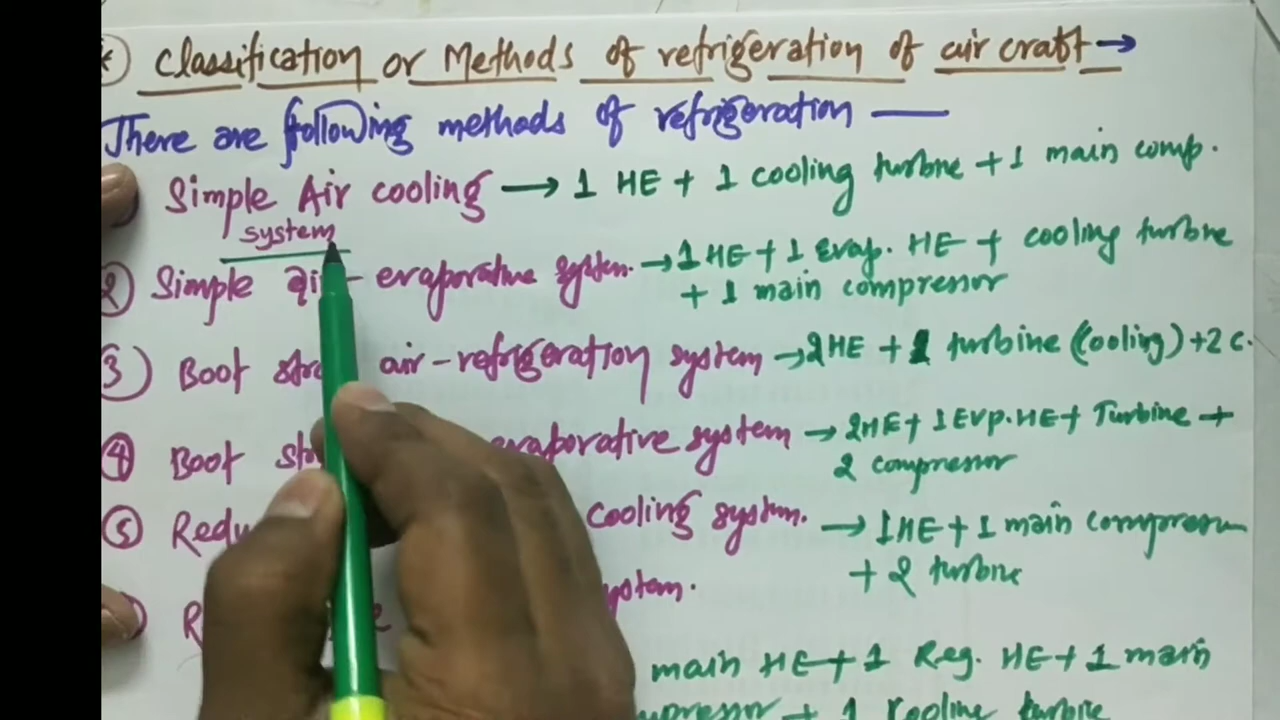 Classification or Methods of refrigeration of air craft →
There are following methods of refrigeration —
Simple Air cooling → 1 HE + 1 cooling turbine + 1 main comp.
system
2) Simple air - evaporative system. → 1 HE + 1 Evap. HE + cooling turbine
+ 1 main compressor
3) Boot air - refrigeration system → 2HE + 1 turbine (cooling) + 2 c.
4) Boot evaporative system → 2HE + 1 Evp. HE + Turbine +
2 compressor
5) cooling system. → 1 HE + 1 main compressor
+ 2 turbine
main HE + 1 Reg. HE + 1 main
+ 1 cooling turbine